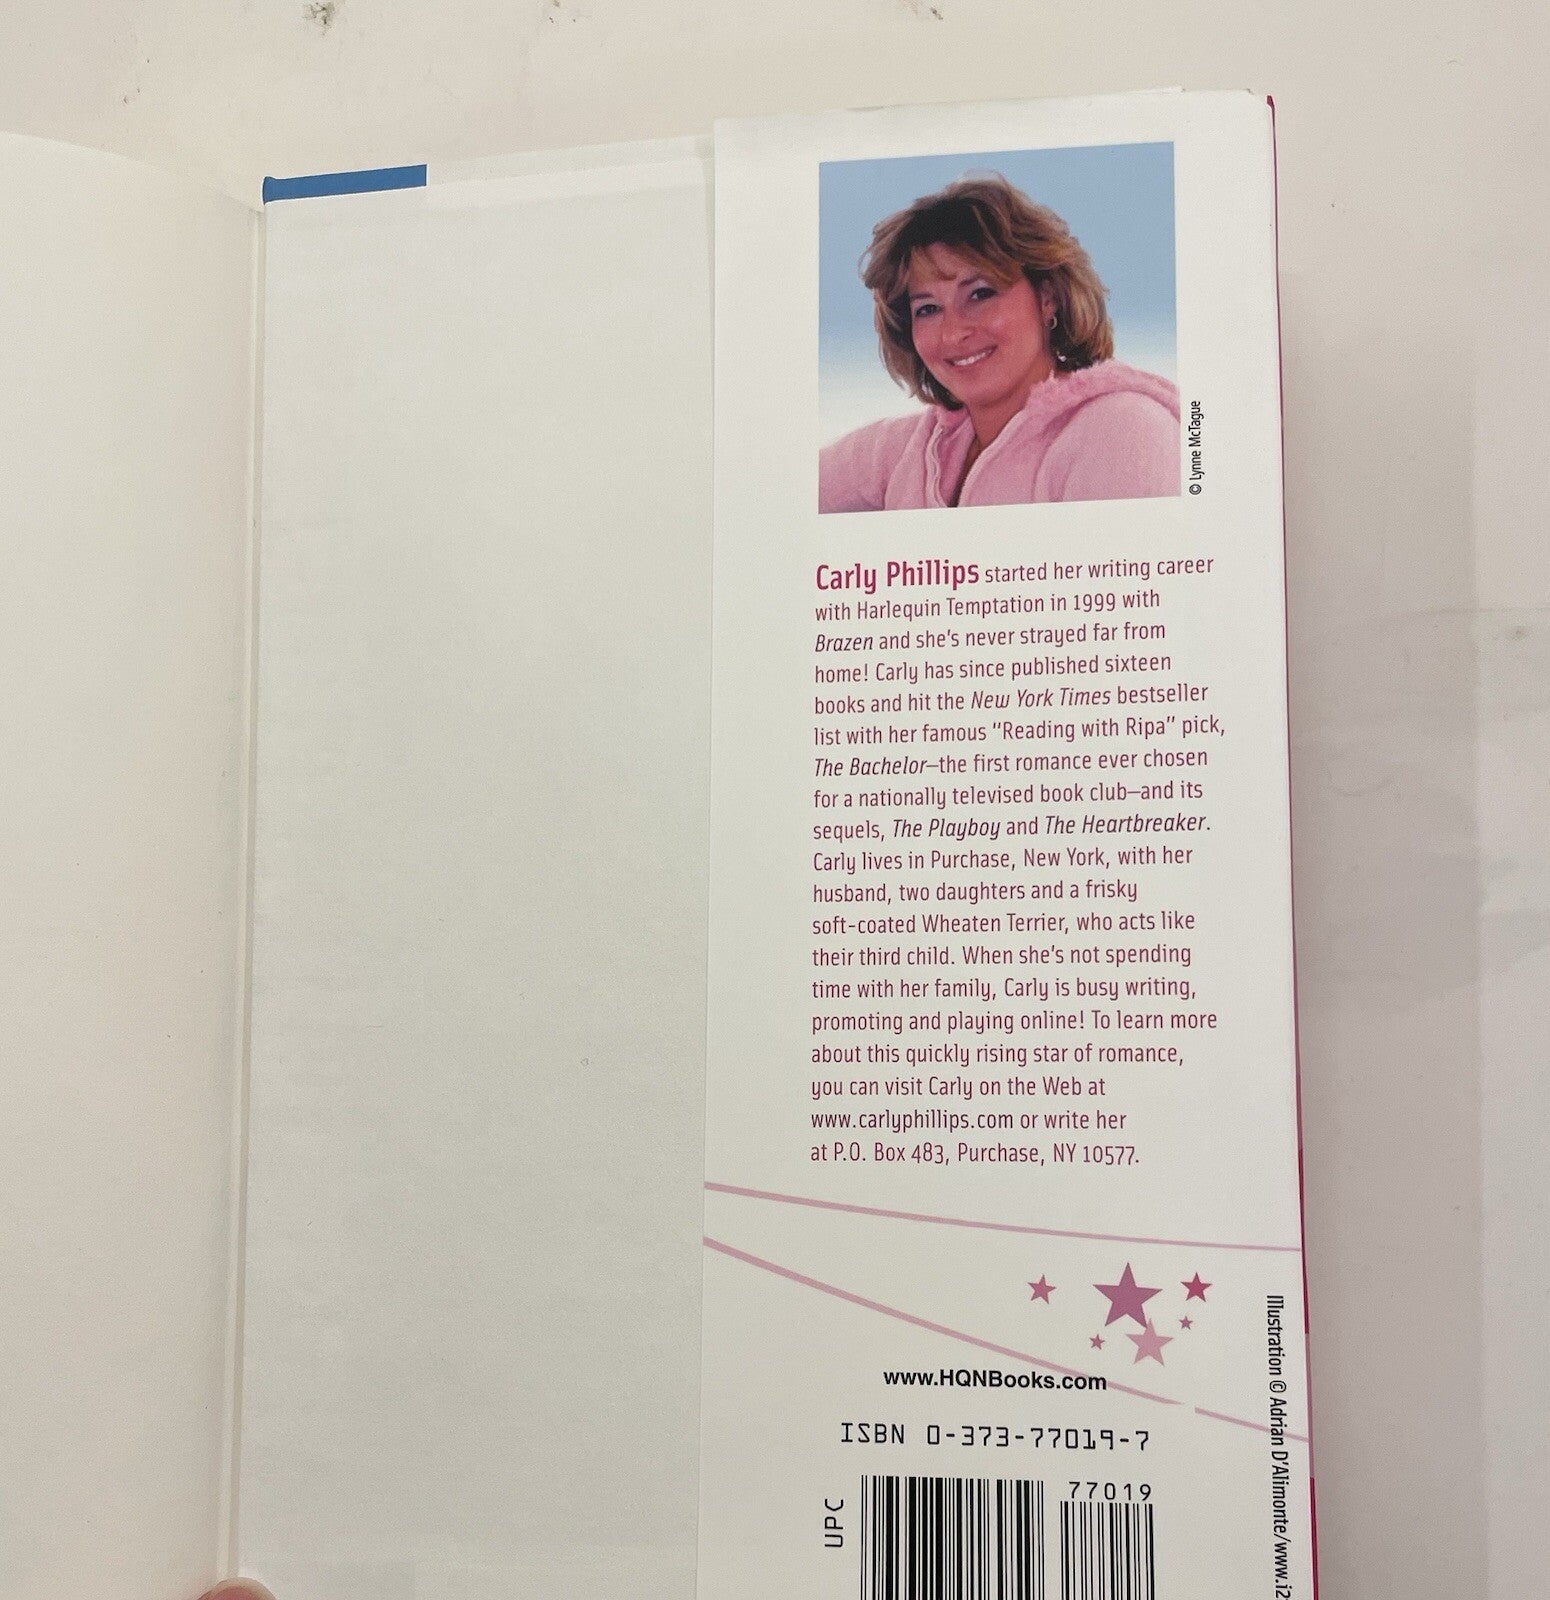 © Lynne McTague
Carly Phillips started her writing career
with Harlequin Temptation in 1999 with
Brazen and she's never strayed far from
home! Carly has since published sixteen
books and hit the New York Times bestseller
list with her famous "Reading with Ripa" pick,
The Bachelor—the first romance ever chosen
for a nationally televised book club—and its
sequels, The Playboy and The Heartbreaker.
Carly lives in Purchase, New York, with her
husband, two daughters and a frisky
soft-coated Wheaten Terrier, who acts like
their third child. When she's not spending
time with her family, Carly is busy writing,
promoting and playing online! To learn more
about this quickly rising star of romance,
you can visit Carly on the Web at
www.carlyphillips.com or write her
at P.O. Box 483, Purchase, NY 10577.
Illustration © Adrian D'Alimonte/www.i2
www.HQNBooks.com
ISBN 0-373-77019-7
77019
UPC